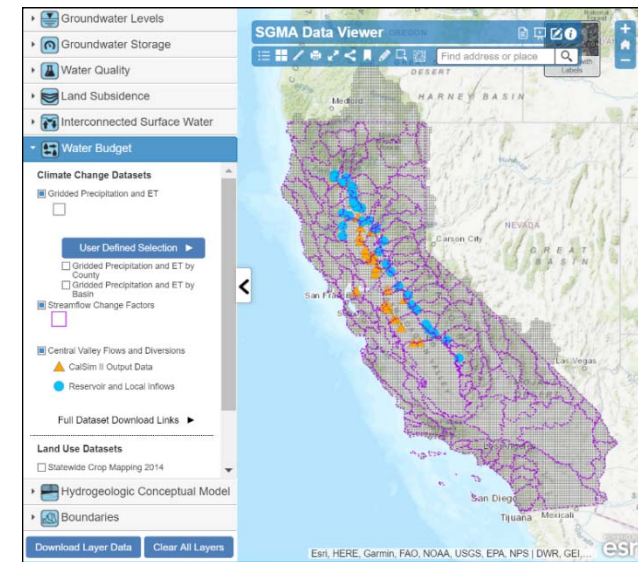 Groundwater Levels
Groundwater Storage
Water Quality
Land Subsidence
Interconnected Surface Water
Water Budget
Climate Change Datasets
Gridded Precipitation and ET
User Defined Selection ►
Gridded Precipitation and ET by
County
Gridded Precipitation and ET by
Basin
Streamflow Change Factors
Central Valley Flows and Diversions
CalSim II Output Data
Reservoir and Local Inflows
Full Dataset Download Links ►
Land Use Datasets
Statewide Crop Mapping 2014
Hydrogeologic Conceptual Model
Boundaries
Download Layer Data
Clear All Layers
SGMA Data Viewer
OREGON
Find address or place
with
Labels
DESERT
HARNEY BASIN
Medford
NEVADA
Carson City
GREAT
BASIN
San Fra
Las Vegas
Los Angeles
San Diego
Tijuana
Mexicali
Esri, HERE, Garmin, FAO, NOAA, USGS, EPA, NPS | DWR, GEI,...
esri